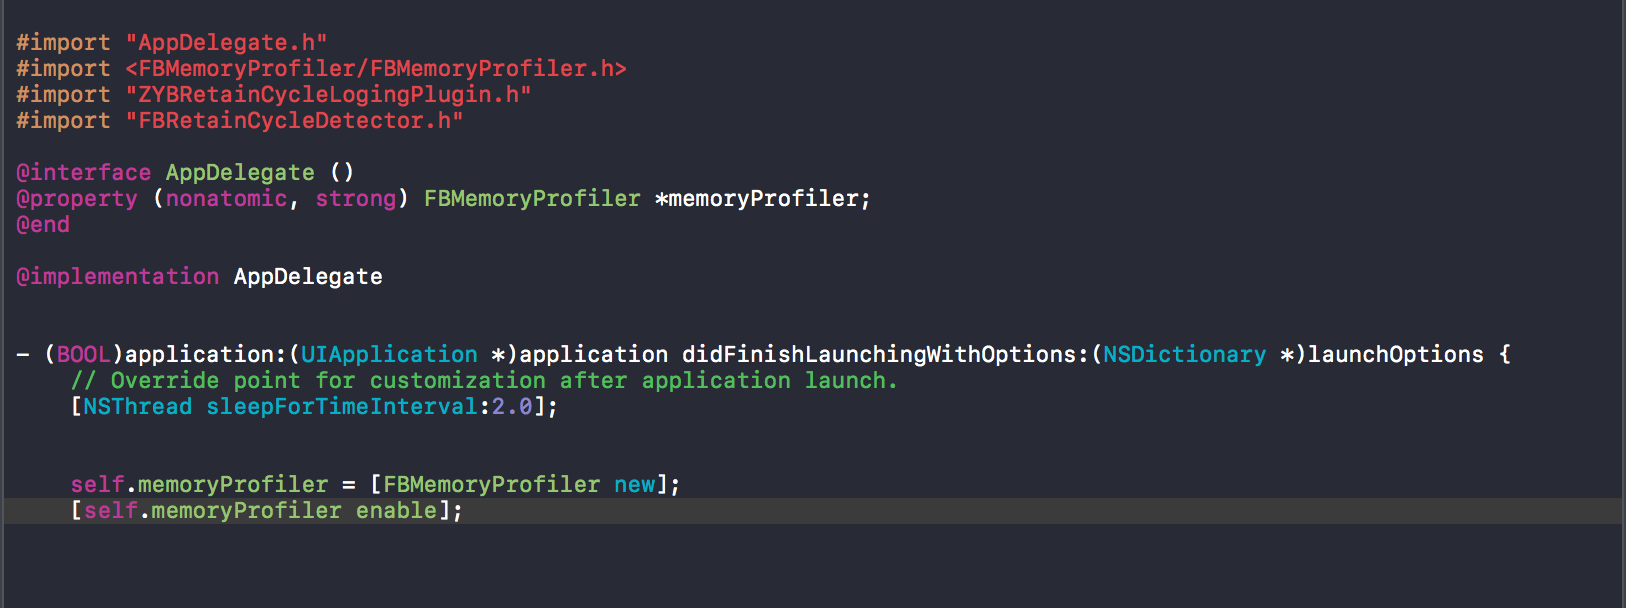 #import "AppDelegate.h"
#import <FBMemoryProfiler/FBMemoryProfiler.h>
#import "ZYBRetainCycleLogingPlugin.h"
#import "FBRetainCycleDetector.h"
@interface AppDelegate ()
@property (nonatomic, strong) FBMemoryProfiler *memoryProfiler;
@end
@implementation AppDelegate
- (BOOL)application:(UIApplication *)application didFinishLaunchingWithOptions:(NSDictionary *)launchOptions {
    // Override point for customization after application launch.
    [NSThread sleepForTimeInterval:2.0];
    self.memoryProfiler = [FBMemoryProfiler new];
    [self.memoryProfiler enable];